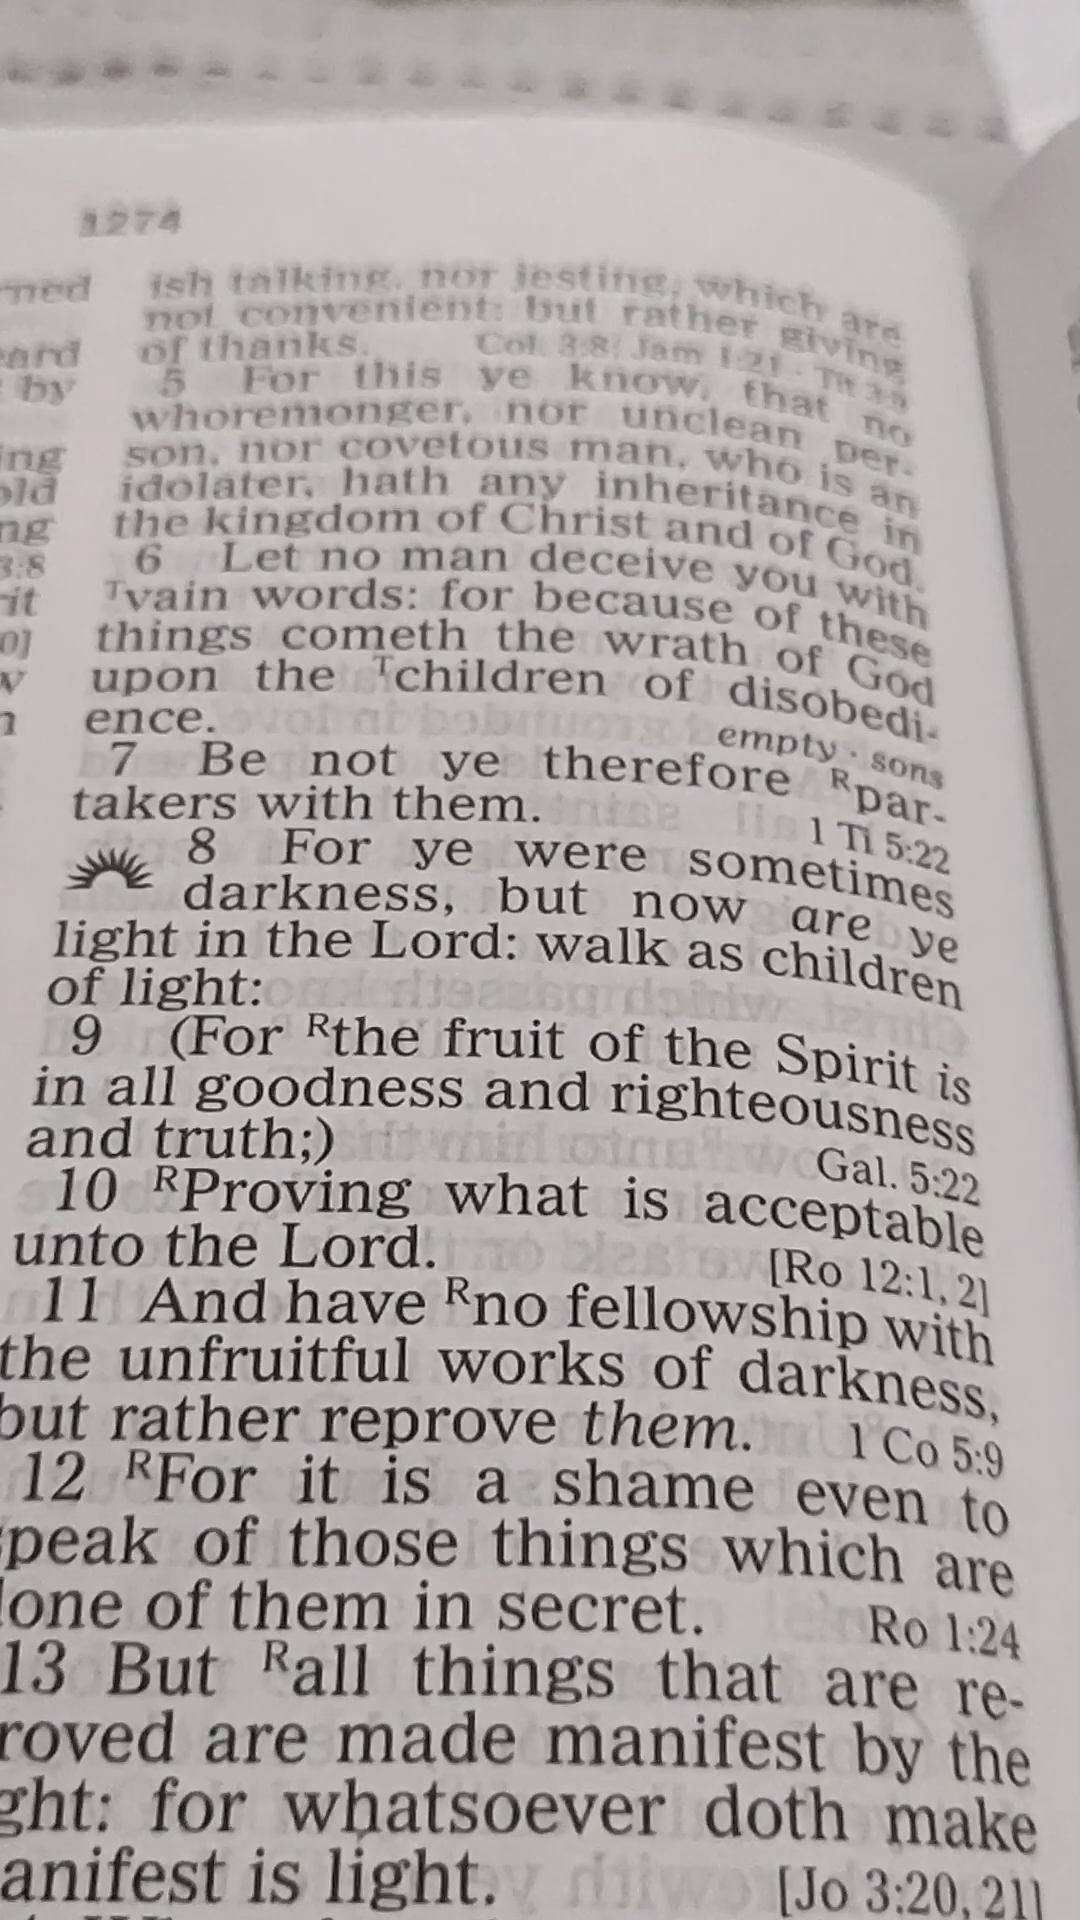 1274
ish talking, nor jesting, which are
not convenient: but rather giving
of thanks. Col. 3:8; Jam 1:21 · Tit 3:9
5 For this ye know, that no
whoremonger, nor unclean per-
son, nor covetous man, who is an
idolater, hath any inheritance in
the kingdom of Christ and of God.
6 Let no man deceive you with
Tvain words: for because of these
things cometh the wrath of God
upon the Tchildren of disobedi-
ence. empty · sons
7 Be not ye therefore Rpar-
takers with them. 1 Ti 5:22
8 For ye were sometimes
darkness, but now are ye
light in the Lord: walk as children
of light:
9 (For Rthe fruit of the Spirit is
in all goodness and righteousness
and truth;) Gal. 5:22
10 RProving what is acceptable
unto the Lord. [Ro 12:1, 2]
11 And have Rno fellowship with
the unfruitful works of darkness,
but rather reprove them. 1 Co 5:9
12 RFor it is a shame even to
peak of those things which are
one of them in secret. Ro 1:24
13 But Rall things that are re-
roved are made manifest by the
ght: for whatsoever doth make
anifest is light. [Jo 3:20, 21]